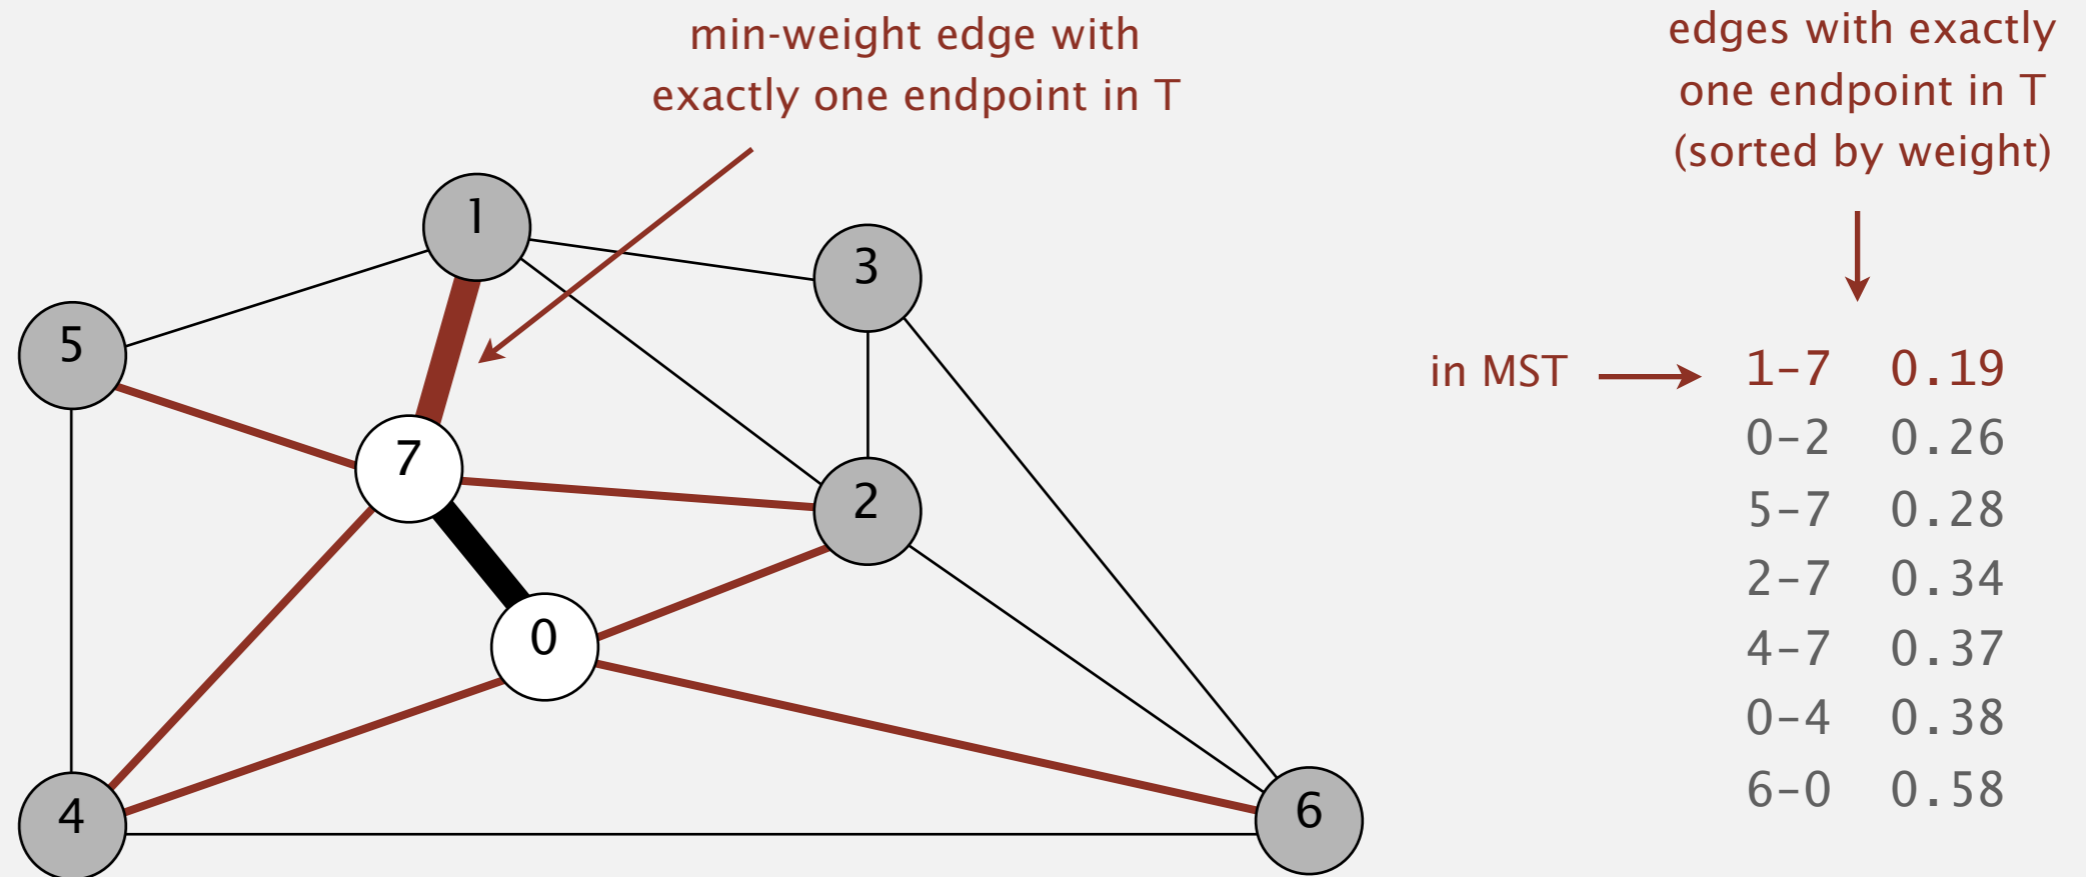 min-weight edge with
exactly one endpoint in T
edges with exactly
one endpoint in T
(sorted by weight)
1
3
5
7
2
0
4
6
in MST
1-7 0.19
0-2 0.26
5-7 0.28
2-7 0.34
4-7 0.37
0-4 0.38
6-0 0.58